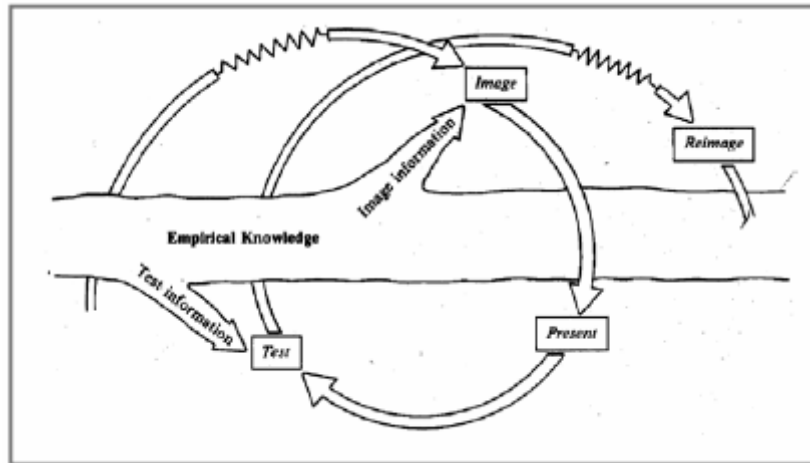 Image
Reimage
Image information
Empirical Knowledge
Test information
Present
Test